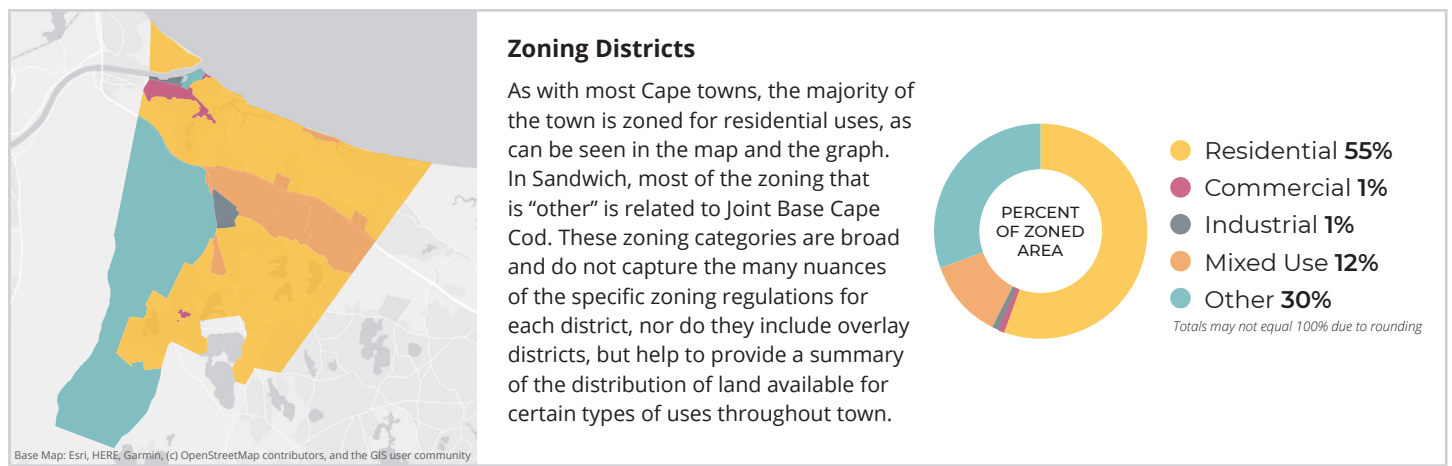 Zoning Districts
As with most Cape towns, the majority of
the town is zoned for residential uses, as
can be seen in the map and the graph.
In Sandwich, most of the zoning that
is “other” is related to Joint Base Cape
Cod. These zoning categories are broad
and do not capture the many nuances
of the specific zoning regulations for
each district, nor do they include overlay
districts, but help to provide a summary
of the distribution of land available for
certain types of uses throughout town.
PERCENT
OF ZONED
AREA
Residential 55%
Commercial 1%
Industrial 1%
Mixed Use 12%
Other 30%
Totals may not equal 100% due to rounding
Base Map: Esri, HERE, Garmin, (c) OpenStreetMap contributors, and the GIS user community